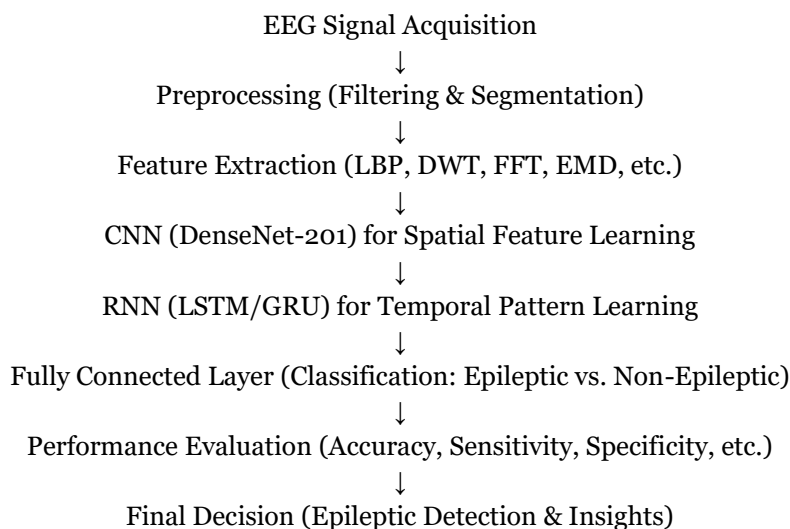 EEG Signal Acquisition
↓
Preprocessing (Filtering & Segmentation)
↓
Feature Extraction (LBP, DWT, FFT, EMD, etc.)
↓
CNN (DenseNet-201) for Spatial Feature Learning
↓
RNN (LSTM/GRU) for Temporal Pattern Learning
↓
Fully Connected Layer (Classification: Epileptic vs. Non-Epileptic)
↓
Performance Evaluation (Accuracy, Sensitivity, Specificity, etc.)
↓
Final Decision (Epileptic Detection & Insights)